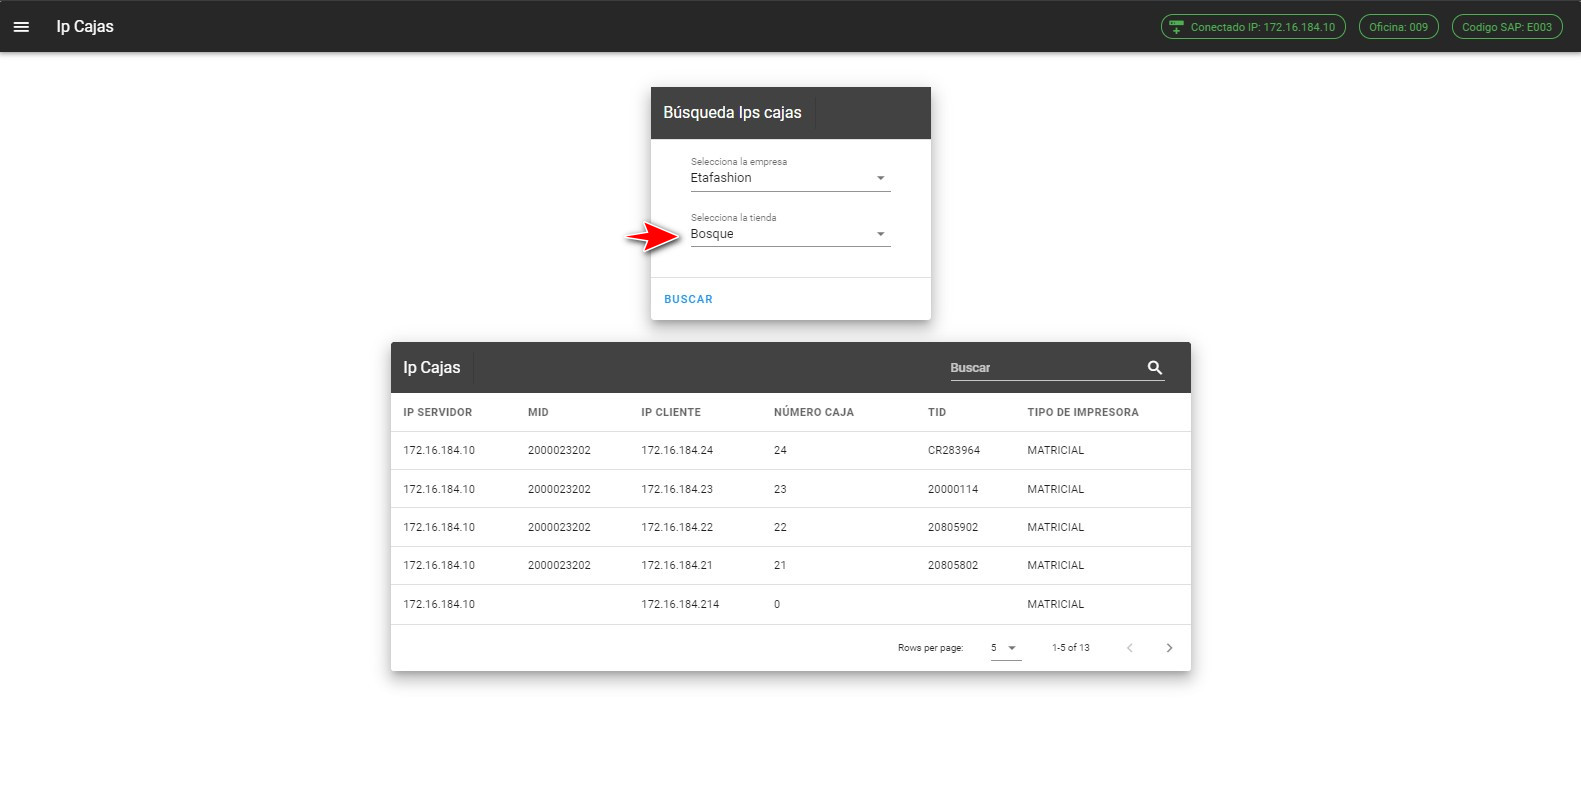 Ip Cajas
Conectado IP: 172.16.184.10 Oficina: 009 Codigo SAP: E003
Búsqueda Ips cajas
Selecciona la empresa
Etafashion
Selecciona la tienda
Bosque
BUSCAR
Ip Cajas Buscar
IP SERVIDOR MID IP CLIENTE NÚMERO CAJA TID TIPO DE IMPRESORA
172.16.184.10 2000023202 172.16.184.24 24 CR283964 MATRICIAL
172.16.184.10 2000023202 172.16.184.23 23 20000114 MATRICIAL
172.16.184.10 2000023202 172.16.184.22 22 20805902 MATRICIAL
172.16.184.10 2000023202 172.16.184.21 21 20805802 MATRICIAL
172.16.184.10 172.16.184.214 0 MATRICIAL
Rows per page: 5 1-5 of 13